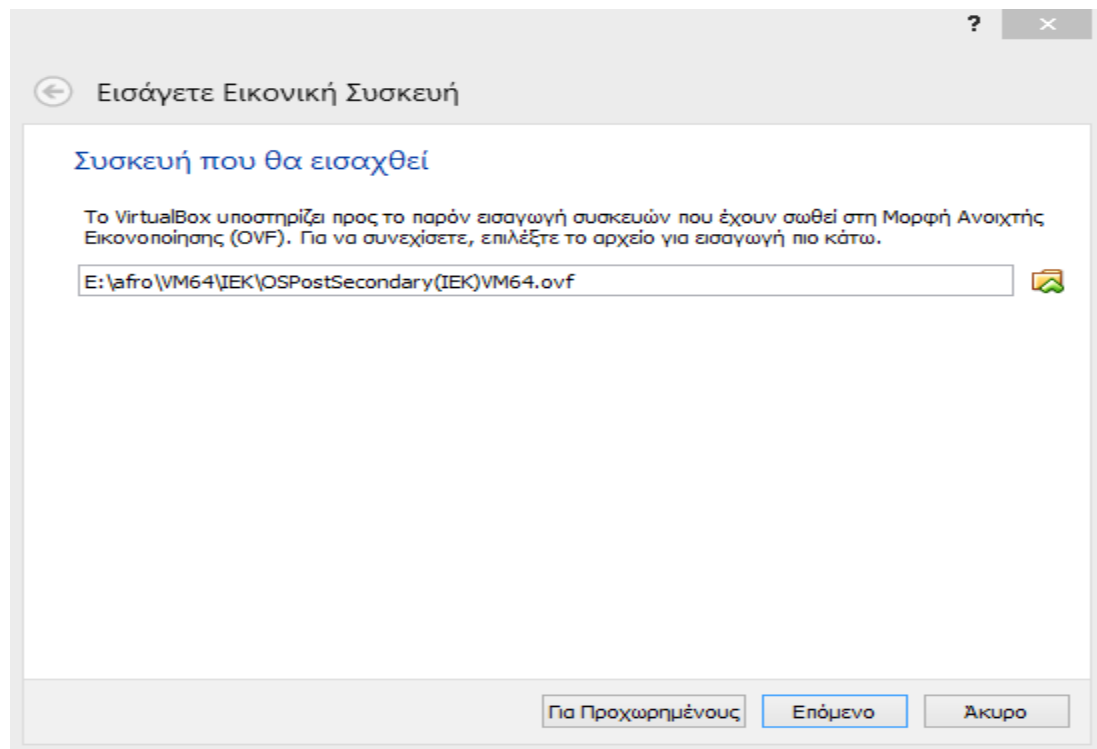 ?
Εισάγετε Εικονική Συσκευή
Συσκευή που θα εισαχθεί
Το VirtualBox υποστηρίζει προς το παρόν εισαγωγή συσκευών που έχουν σωθεί στη Μορφή Ανοιχτής
Εικονοποίησης (OVF). Για να συνεχίσετε, επιλέξτε το αρχείο για εισαγωγή πιο κάτω.
E:\afro\VM64\IEK\OSPostSecondary(IEK)VM64.ovf
Για Προχωρημένους Επόμενο Άκυρο